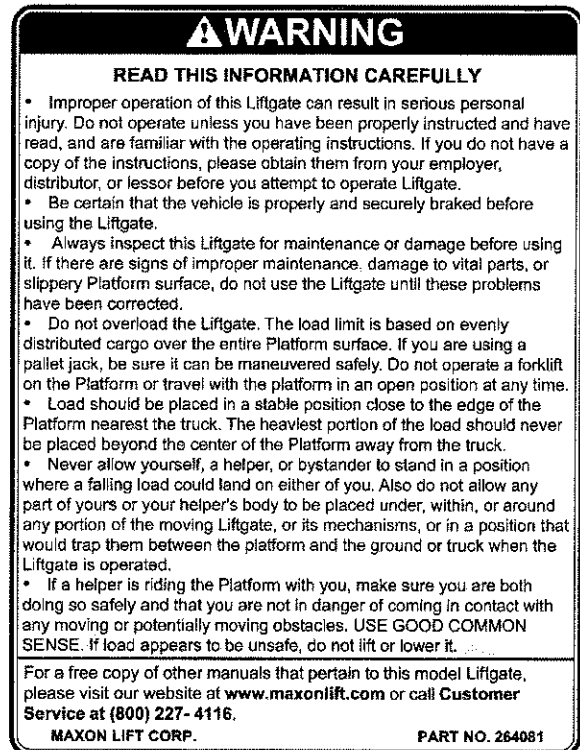 ⚠WARNING
READ THIS INFORMATION CAREFULLY
• Improper operation of this Liftgate can result in serious personal
injury. Do not operate unless you have been properly instructed and have
read, and are familiar with the operating instructions. If you do not have a
copy of the instructions, please obtain them from your employer,
distributor, or lessor before you attempt to operate Liftgate.
• Be certain that the vehicle is properly and securely braked before
using the Liftgate.
• Always inspect this Liftgate for maintenance or damage before using
it. If there are signs of improper maintenance, damage to vital parts, or
slippery Platform surface, do not use the Liftgate until these problems
have been corrected.
• Do not overload the Liftgate. The load limit is based on evenly
distributed cargo over the entire Platform surface. If you are using a
pallet jack, be sure it can be maneuvered safely. Do not operate a forklift
on the Platform or travel with the platform in an open position at any time.
• Load should be placed in a stable position close to the edge of the
Platform nearest the truck. The heaviest portion of the load should never
be placed beyond the center of the Platform away from the truck.
• Never allow yourself, a helper, or bystander to stand in a position
where a falling load could land on either of you. Also do not allow any
part of yours or your helper's body to be placed under, within, or around
any portion of the moving Liftgate, or its mechanisms, or in a position that
would trap them between the platform and the ground or truck when the
Liftgate is operated.
• If a helper is riding the Platform with you, make sure you are both
doing so safely and that you are not in danger of coming in contact with
any moving or potentially moving obstacles. USE GOOD COMMON
SENSE. If load appears to be unsafe, do not lift or lower it.
For a free copy of other manuals that pertain to this model Liftgate,
please visit our website at www.maxonlift.com or call Customer
Service at (800) 227- 4116.
MAXON LIFT CORP. PART NO. 264081